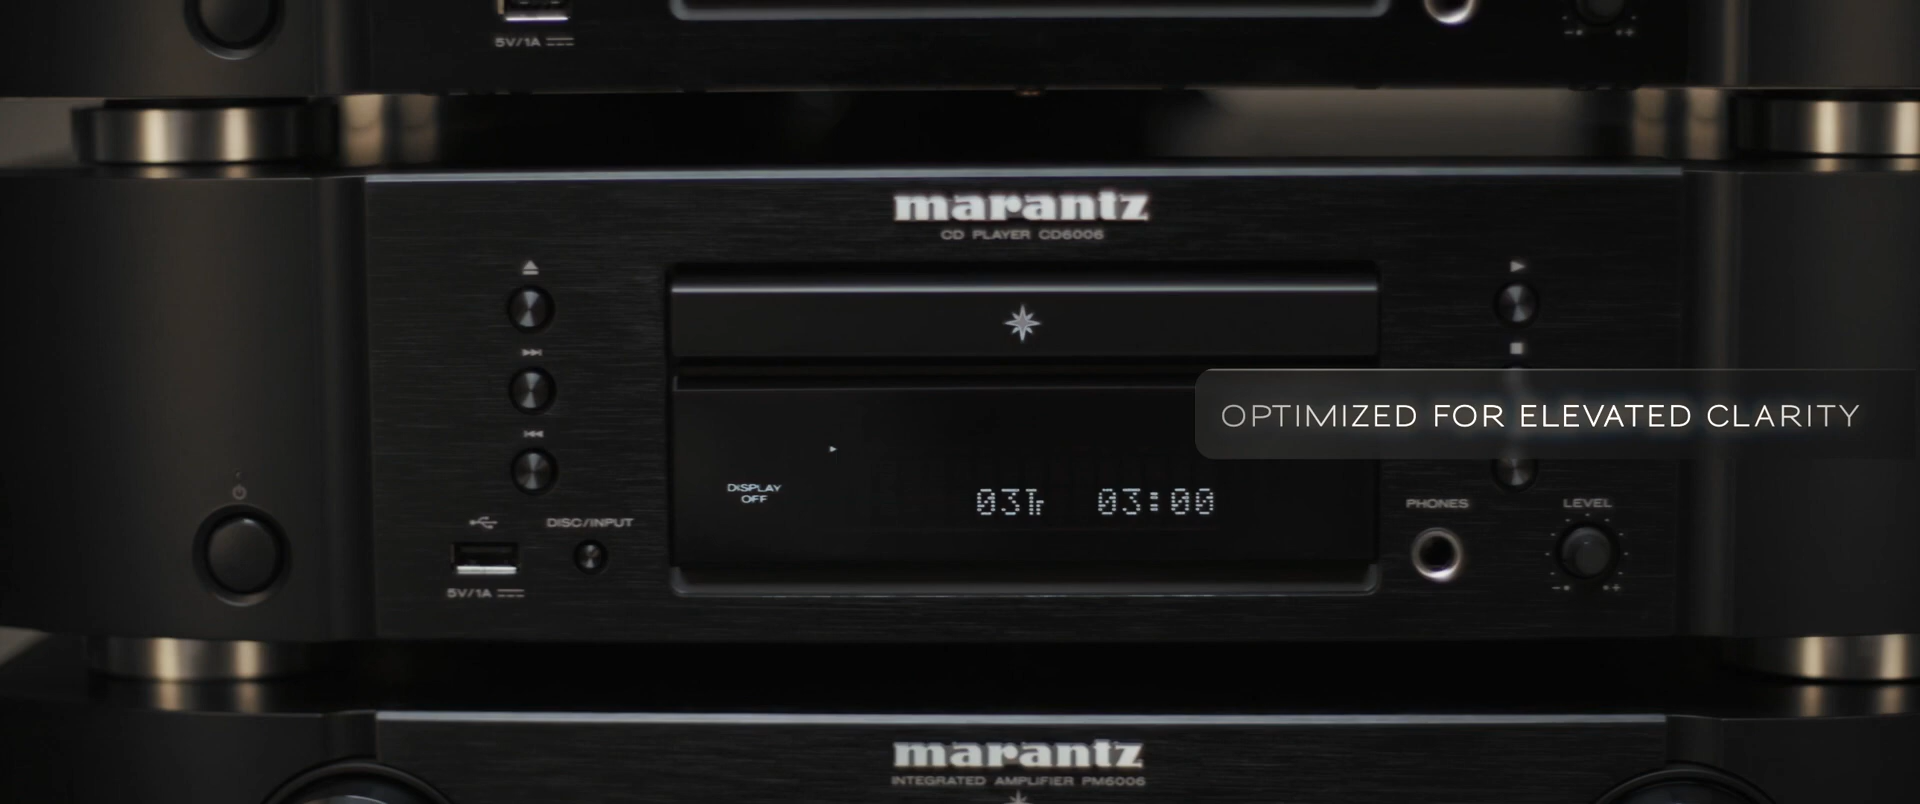 5V/1A
marantz
CD PLAYER CD6006
OPTIMIZED FOR ELEVATED CLARITY
DISPLAY
OFF
03Tr 03:00
PHONES
LEVEL
DISC/INPUT
5V/1A
marantz
INTEGRATED AMPLIFIER PM6006